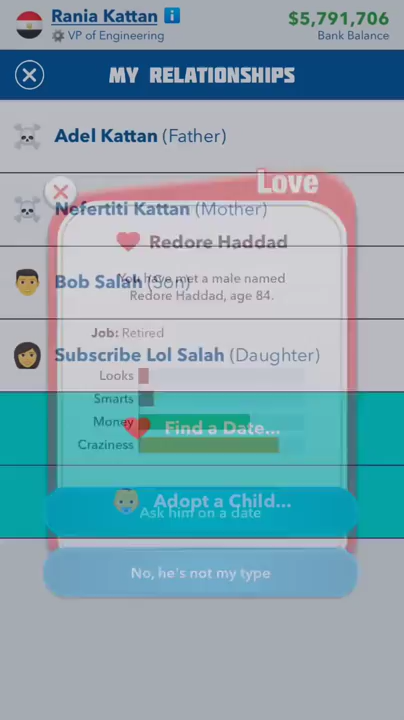 Rania Kattan
$5,791,706
VP of Engineering
Bank Balance
MY RELATIONSHIPS
Adel Kattan (Father)
Love
Nefertiti Kattan (Mother)
Redore Haddad
You have met a male named
Redore Haddad, age 84.
Bob Salah (Son)
Job: Retired
Subscribe Lol Salah (Daughter)
Looks
Smarts
Money
Find a Date...
Craziness
Adopt a Child...
Ask him on a date
No, he's not my type